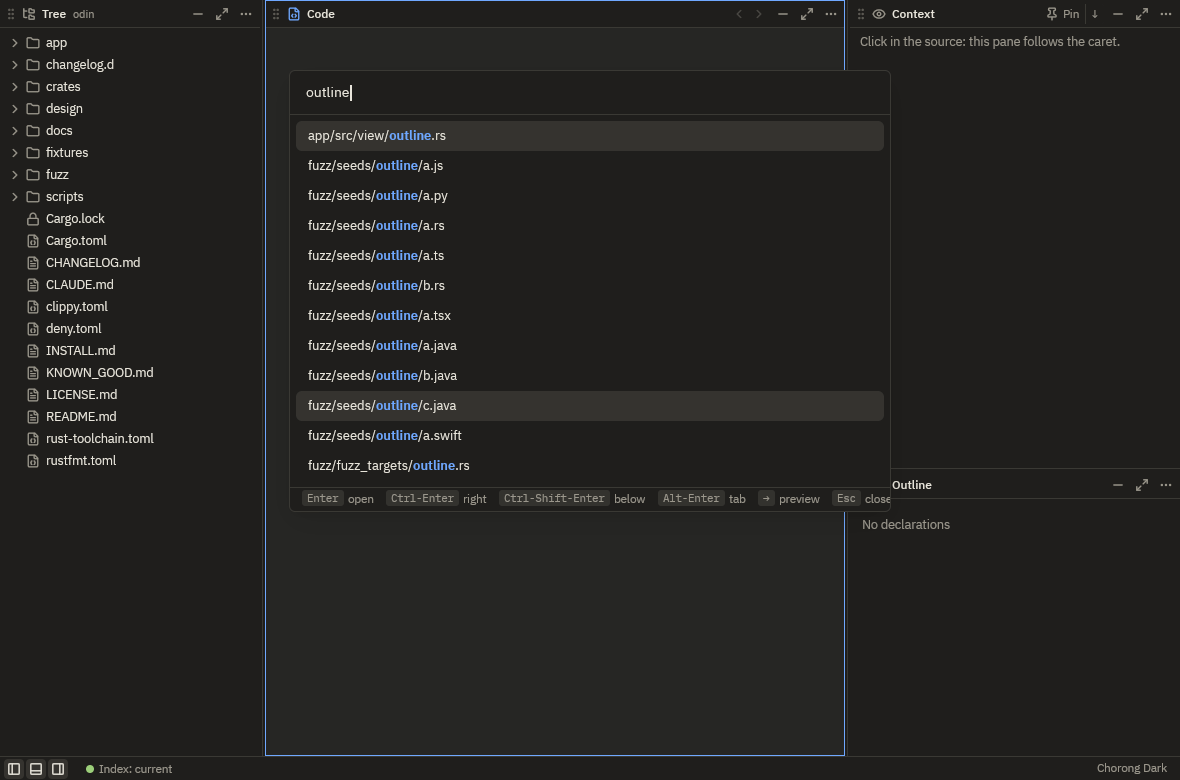 Tree odin
app
changelog.d
crates
design
docs
fixtures
fuzz
scripts
Cargo.lock
Cargo.toml
CHANGELOG.md
CLAUDE.md
clippy.toml
deny.toml
INSTALL.md
KNOWN_GOOD.md
LICENSE.md
README.md
rust-toolchain.toml
rustfmt.toml
Code
outline
app/src/view/outline.rs
fuzz/seeds/outline/a.js
fuzz/seeds/outline/a.py
fuzz/seeds/outline/a.rs
fuzz/seeds/outline/a.ts
fuzz/seeds/outline/b.rs
fuzz/seeds/outline/a.tsx
fuzz/seeds/outline/a.java
fuzz/seeds/outline/b.java
fuzz/seeds/outline/c.java
fuzz/seeds/outline/a.swift
fuzz/fuzz_targets/outline.rs
Enter open Ctrl-Enter right Ctrl-Shift-Enter below Alt-Enter tab → preview Esc close
Context Pin ↓
Click in the source: this pane follows the caret.
Outline
No declarations
Index: current
Chorong Dark